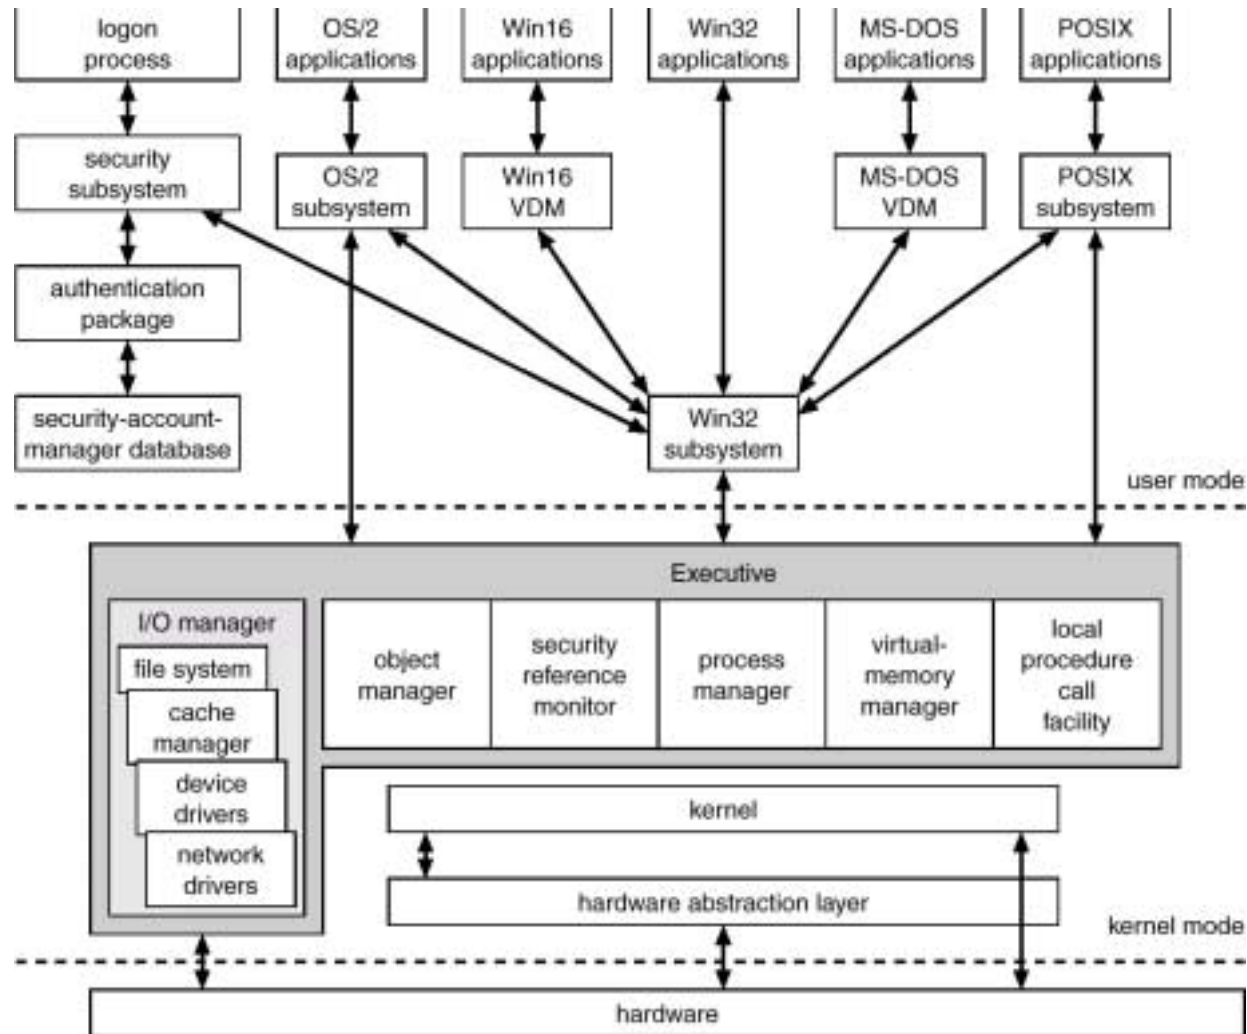 logon
process
OS/2
applications
Win16
applications
Win32
applications
MS-DOS
applications
POSIX
applications
security
subsystem
OS/2
subsystem
Win16
VDM
MS-DOS
VDM
POSIX
subsystem
authentication
package
security-account-
manager database
Win32
subsystem
user mode
Executive
I/O manager
file system
cache
manager
device
drivers
network
drivers
object
manager
security
reference
monitor
process
manager
virtual-
memory
manager
local
procedure
call
facility
kernel
hardware abstraction layer
kernel mode
hardware